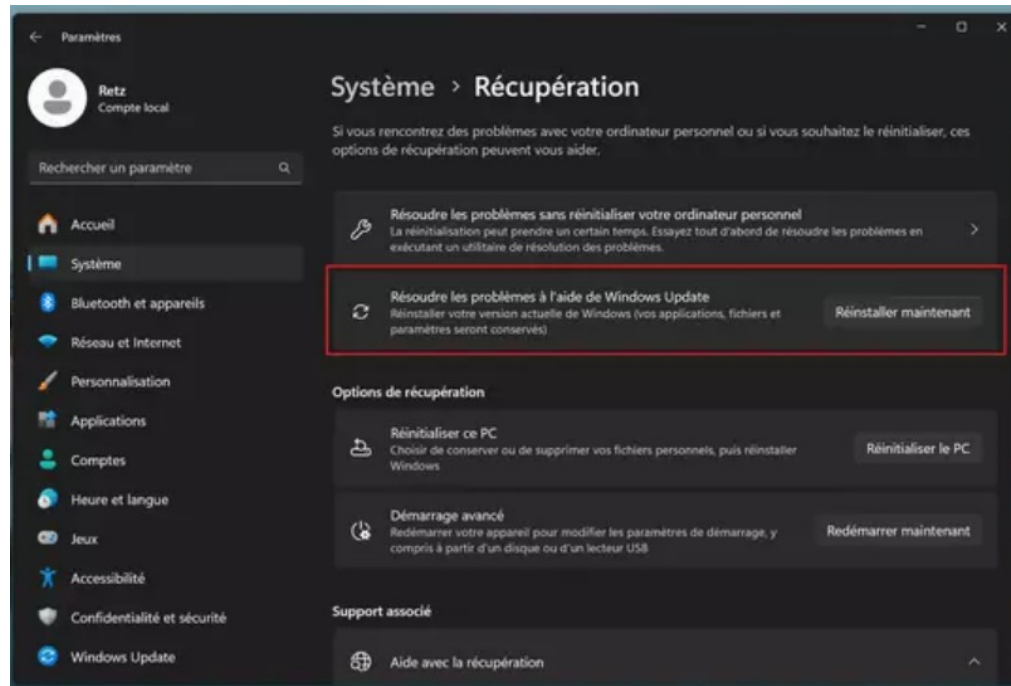 Paramètres
Retz
Compte local
Rechercher un paramètre
Accueil
Système
Bluetooth et appareils
Réseau et Internet
Personnalisation
Applications
Comptes
Heure et langue
Jeux
Accessibilité
Confidentialité et sécurité
Windows Update
Système > Récupération
Si vous rencontrez des problèmes avec votre ordinateur personnel ou si vous souhaitez le réinitialiser, ces
options de récupération peuvent vous aider.
Résoudre les problèmes sans réinitialiser votre ordinateur personnel
La réinitialisation peut prendre un certain temps. Essayez tout d'abord de résoudre les problèmes en
exécutant un utilitaire de résolution des problèmes.
Résoudre les problèmes à l'aide de Windows Update
Réinstaller votre version actuelle de Windows (vos applications, fichiers et
paramètres seront conservés)
Réinstaller maintenant
Options de récupération
Réinitialiser ce PC
Choisir de conserver ou de supprimer vos fichiers personnels, puis réinstaller
Windows
Réinitialiser le PC
Démarrage avancé
Redémarrer votre appareil pour modifier les paramètres de démarrage, y
compris à partir d'un disque ou d'un lecteur USB
Redémarrer maintenant
Support associé
Aide avec la récupération